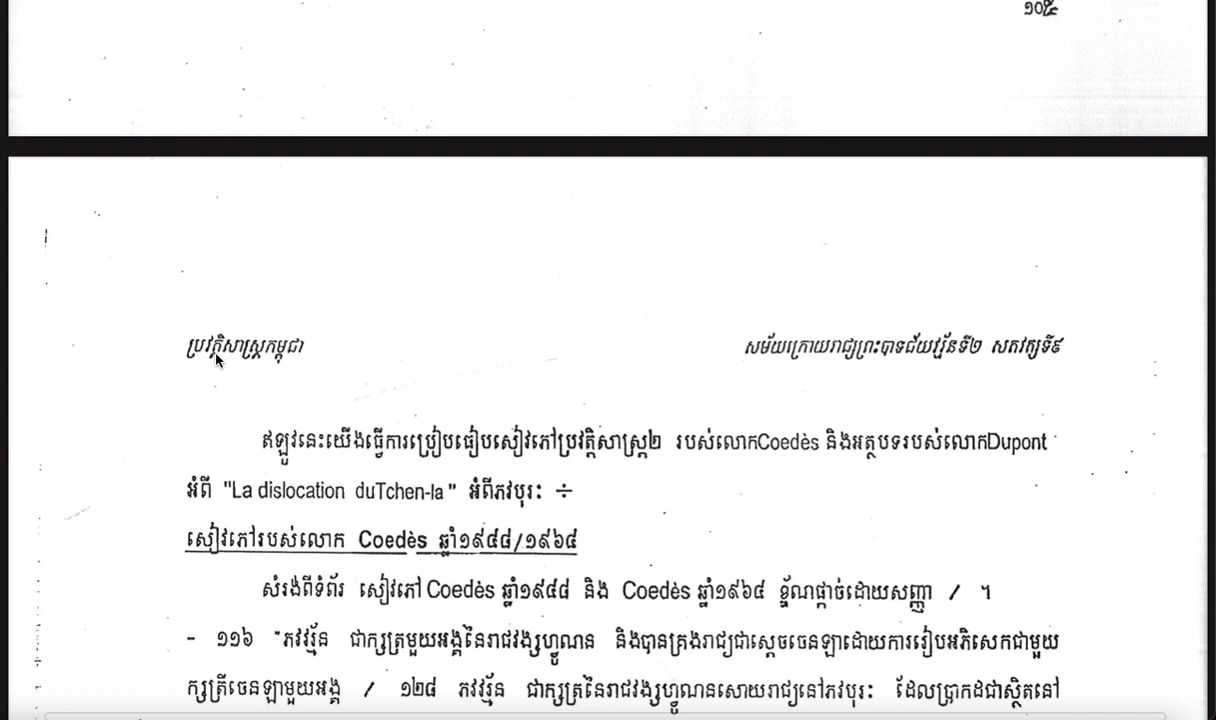 ១០៥
ប្រវត្តិសាស្ត្រកម្ពុជា សម័យក្រោយរាជ្យព្រះបាទជ័យវរ្ម័នទី២ សតវត្សទី៩
ឥឡូវនេះយើងធ្វើការប្រៀបធៀបសៀវភៅប្រវត្តិសាស្ត្រ២ របស់លោកCoedès និងអត្ថបទរបស់លោកDupont
អំពី "La dislocation duTchen-la" អំពីភវបុរៈ ÷
សៀវភៅរបស់លោក Coedès ឆ្នាំ១៩៤៨/១៩៦៤
សំរង់ពីទំព័រ សៀវភៅ Coedès ឆ្នាំ១៩៤៨ និង Coedès ឆ្នាំ១៩៦៤ ខ្ញុំផ្តាច់ដោយសញ្ញា / ។
- ១១៦ "ភវវរ្ម័ន ជាក្សត្រមួយអង្គនៃរាជវង្សហ្វូណន និងបានគ្រងរាជ្យជាស្តេចចេនឡាដោយការរៀបអភិសេកជាមួយ
ក្សត្រីចេនឡាមួយអង្គ / ១២៨ ភវវរ្ម័ន ជាក្សត្រនៃរាជវង្សហ្វូណនសោយរាជ្យនៅភវបុរៈ ដែលប្រាកដជាស្ថិតនៅ